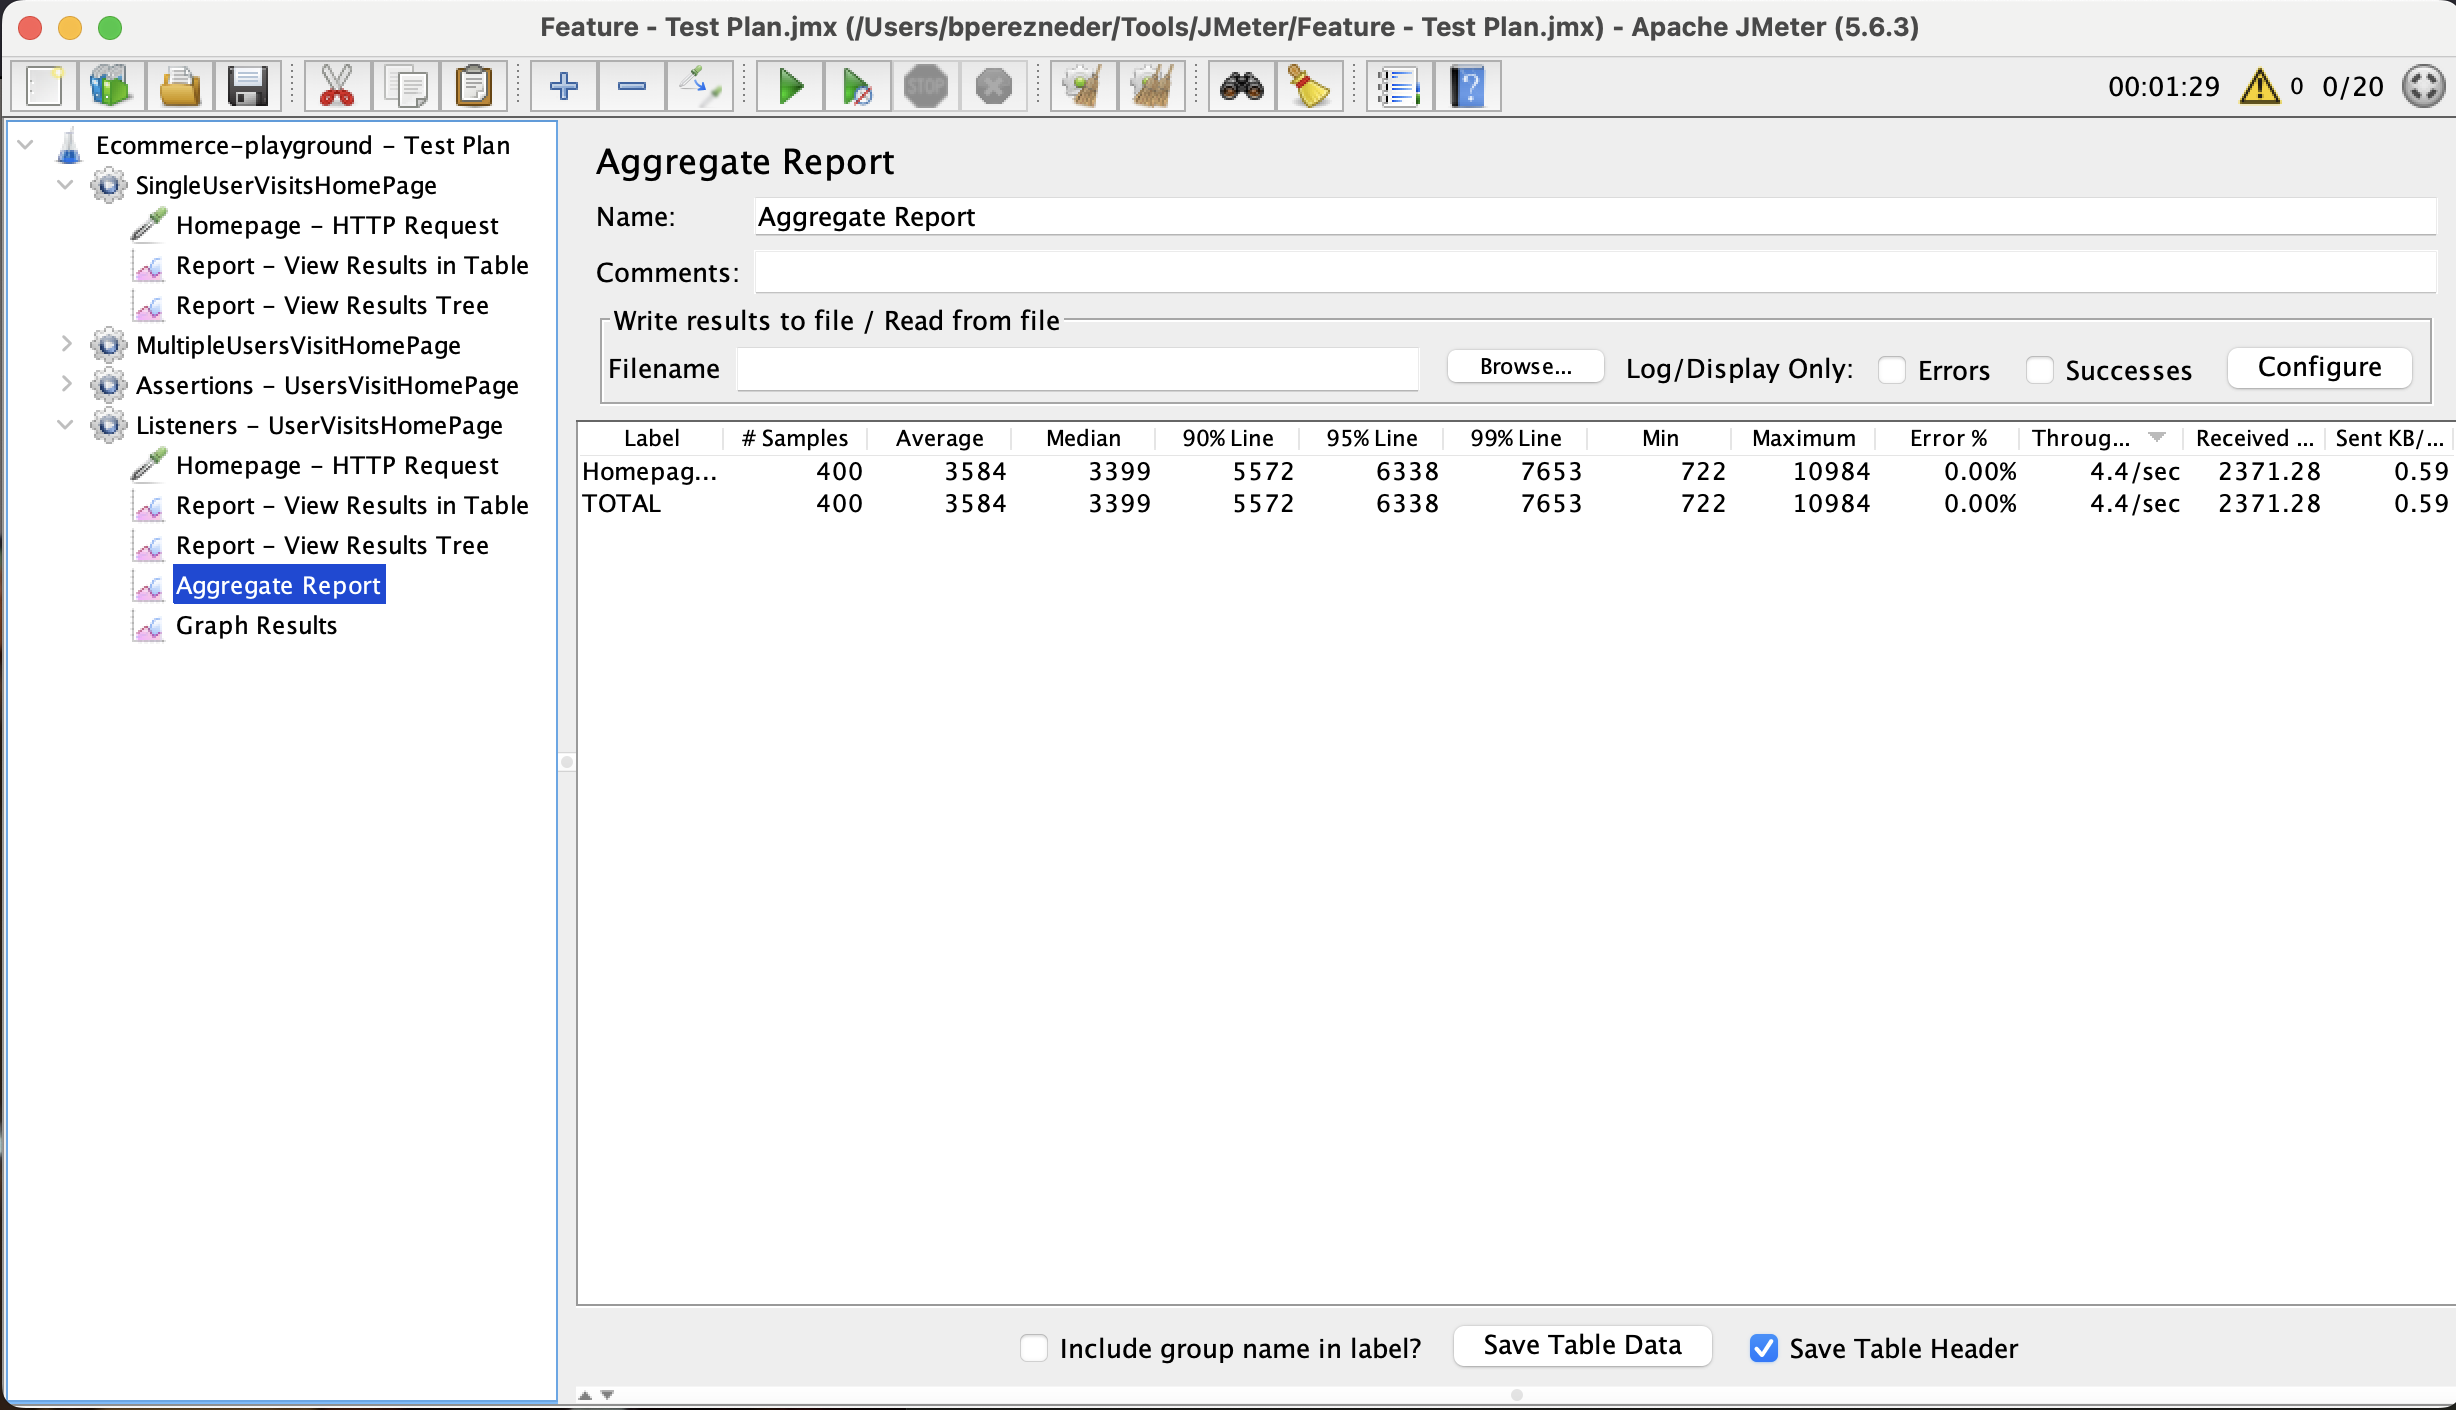 Feature - Test Plan.jmx (/Users/bperezneder/Tools/JMeter/Feature - Test Plan.jmx) - Apache JMeter (5.6.3)
STOP
?
00:01:29 0 0/20
Ecommerce-playground - Test Plan
SingleUserVisitsHomePage
Homepage - HTTP Request
Report - View Results in Table
Report - View Results Tree
MultipleUsersVisitHomePage
Assertions - UsersVisitHomePage
Listeners - UserVisitsHomePage
Homepage - HTTP Request
Report - View Results in Table
Report - View Results Tree
Aggregate Report
Graph Results
Aggregate Report
Name: Aggregate Report
Comments:
Write results to file / Read from file
Filename Browse... Log/Display Only: Errors Successes Configure
Label # Samples Average Median 90% Line 95% Line 99% Line Min Maximum Error % Throug... Received ... Sent KB/...
Homepag... 400 3584 3399 5572 6338 7653 722 10984 0.00% 4.4/sec 2371.28 0.59
TOTAL 400 3584 3399 5572 6338 7653 722 10984 0.00% 4.4/sec 2371.28 0.59
Include group name in label? Save Table Data Save Table Header